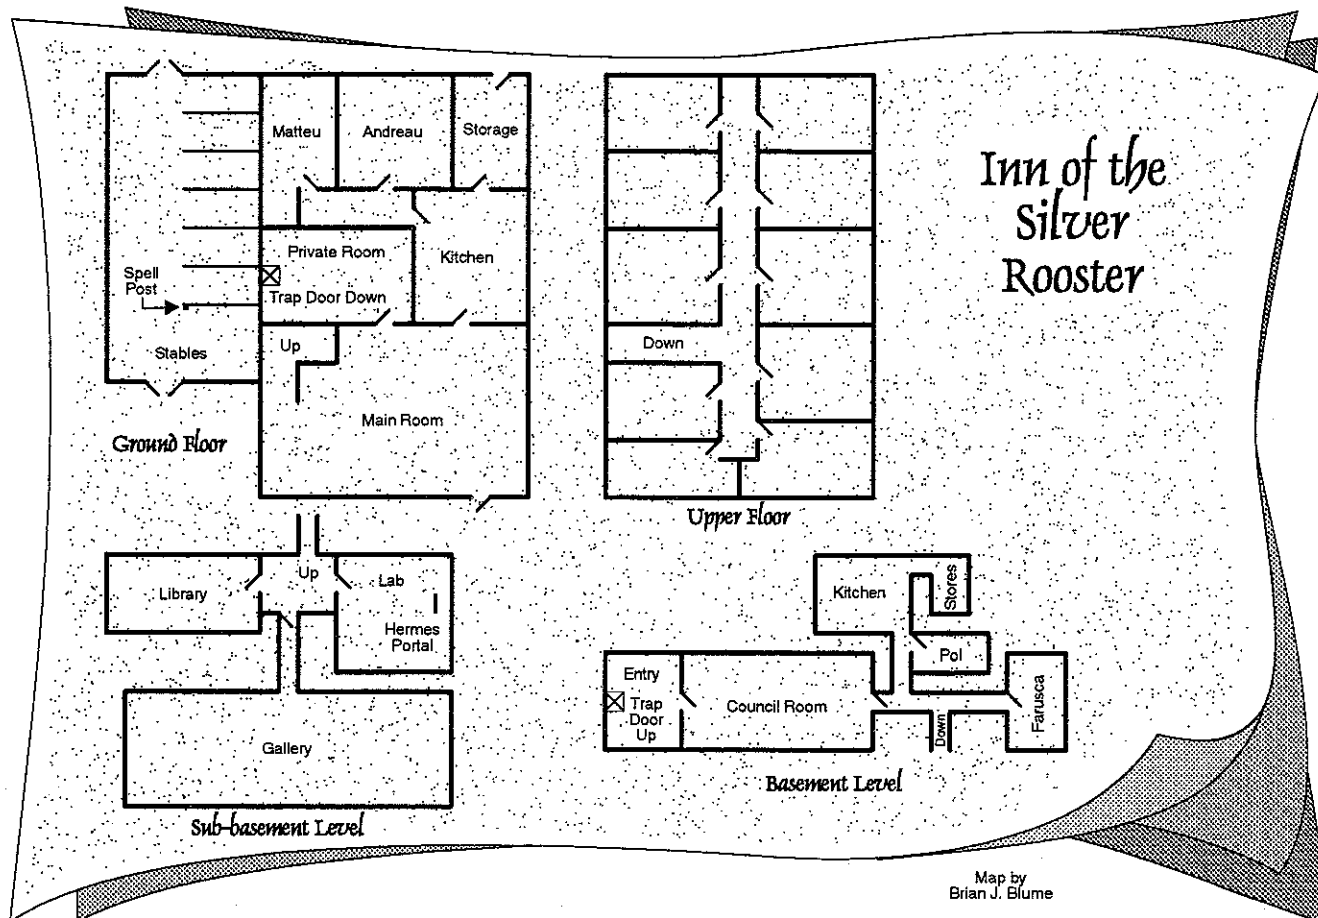 Inn of the
Silver
Rooster
Matteu
Andreau
Storage
Private Room
Kitchen
Spell
Post
Trap Door Down
Stables
Up
Main Room
Ground Floor
Down
Upper Floor
Library
Up
Lab
Hermes
Portal
Gallery
Sub-basement Level
Kitchen
Stores
Pol
Entry
Trap
Door
Up
Council Room
Down
Farusca
Basement Level
Map by
Brian J. Blume